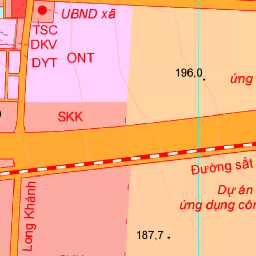 UBND xã
TSC
DKV
DYT
ONT
196,0
ứng
SKK
Đường sắt
Dự án
ứng dụng côn
Long Khánh
187,7